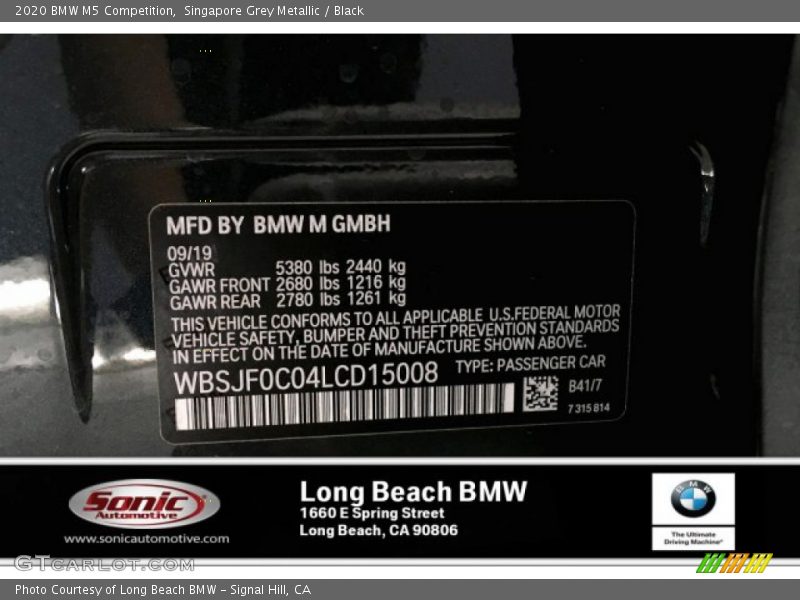 2020 BMW M5 Competition,  Singapore Grey Metallic / Black
MFD BY BMW M GMBH
09/19
GVWR 5380 lbs 2440 kg
GAWR FRONT 2680 lbs 1216 kg
GAWR REAR 2780 lbs 1261 kg
THIS VEHICLE CONFORMS TO ALL APPLICABLE U.S.FEDERAL MOTOR
VEHICLE SAFETY, BUMPER AND THEFT PREVENTION STANDARDS
IN EFFECT ON THE DATE OF MANUFACTURE SHOWN ABOVE.
WBSJF0C04LCD15008 TYPE: PASSENGER CAR
B41/7
7 315 814
Sonic
Automotive
www.sonicautomotive.com
Long Beach BMW
1660 E Spring Street
Long Beach, CA 90806
BMW
The Ultimate
Driving Machine®
GTCARLOT.COM
Photo Courtesy of Long Beach BMW – Signal Hill, CA